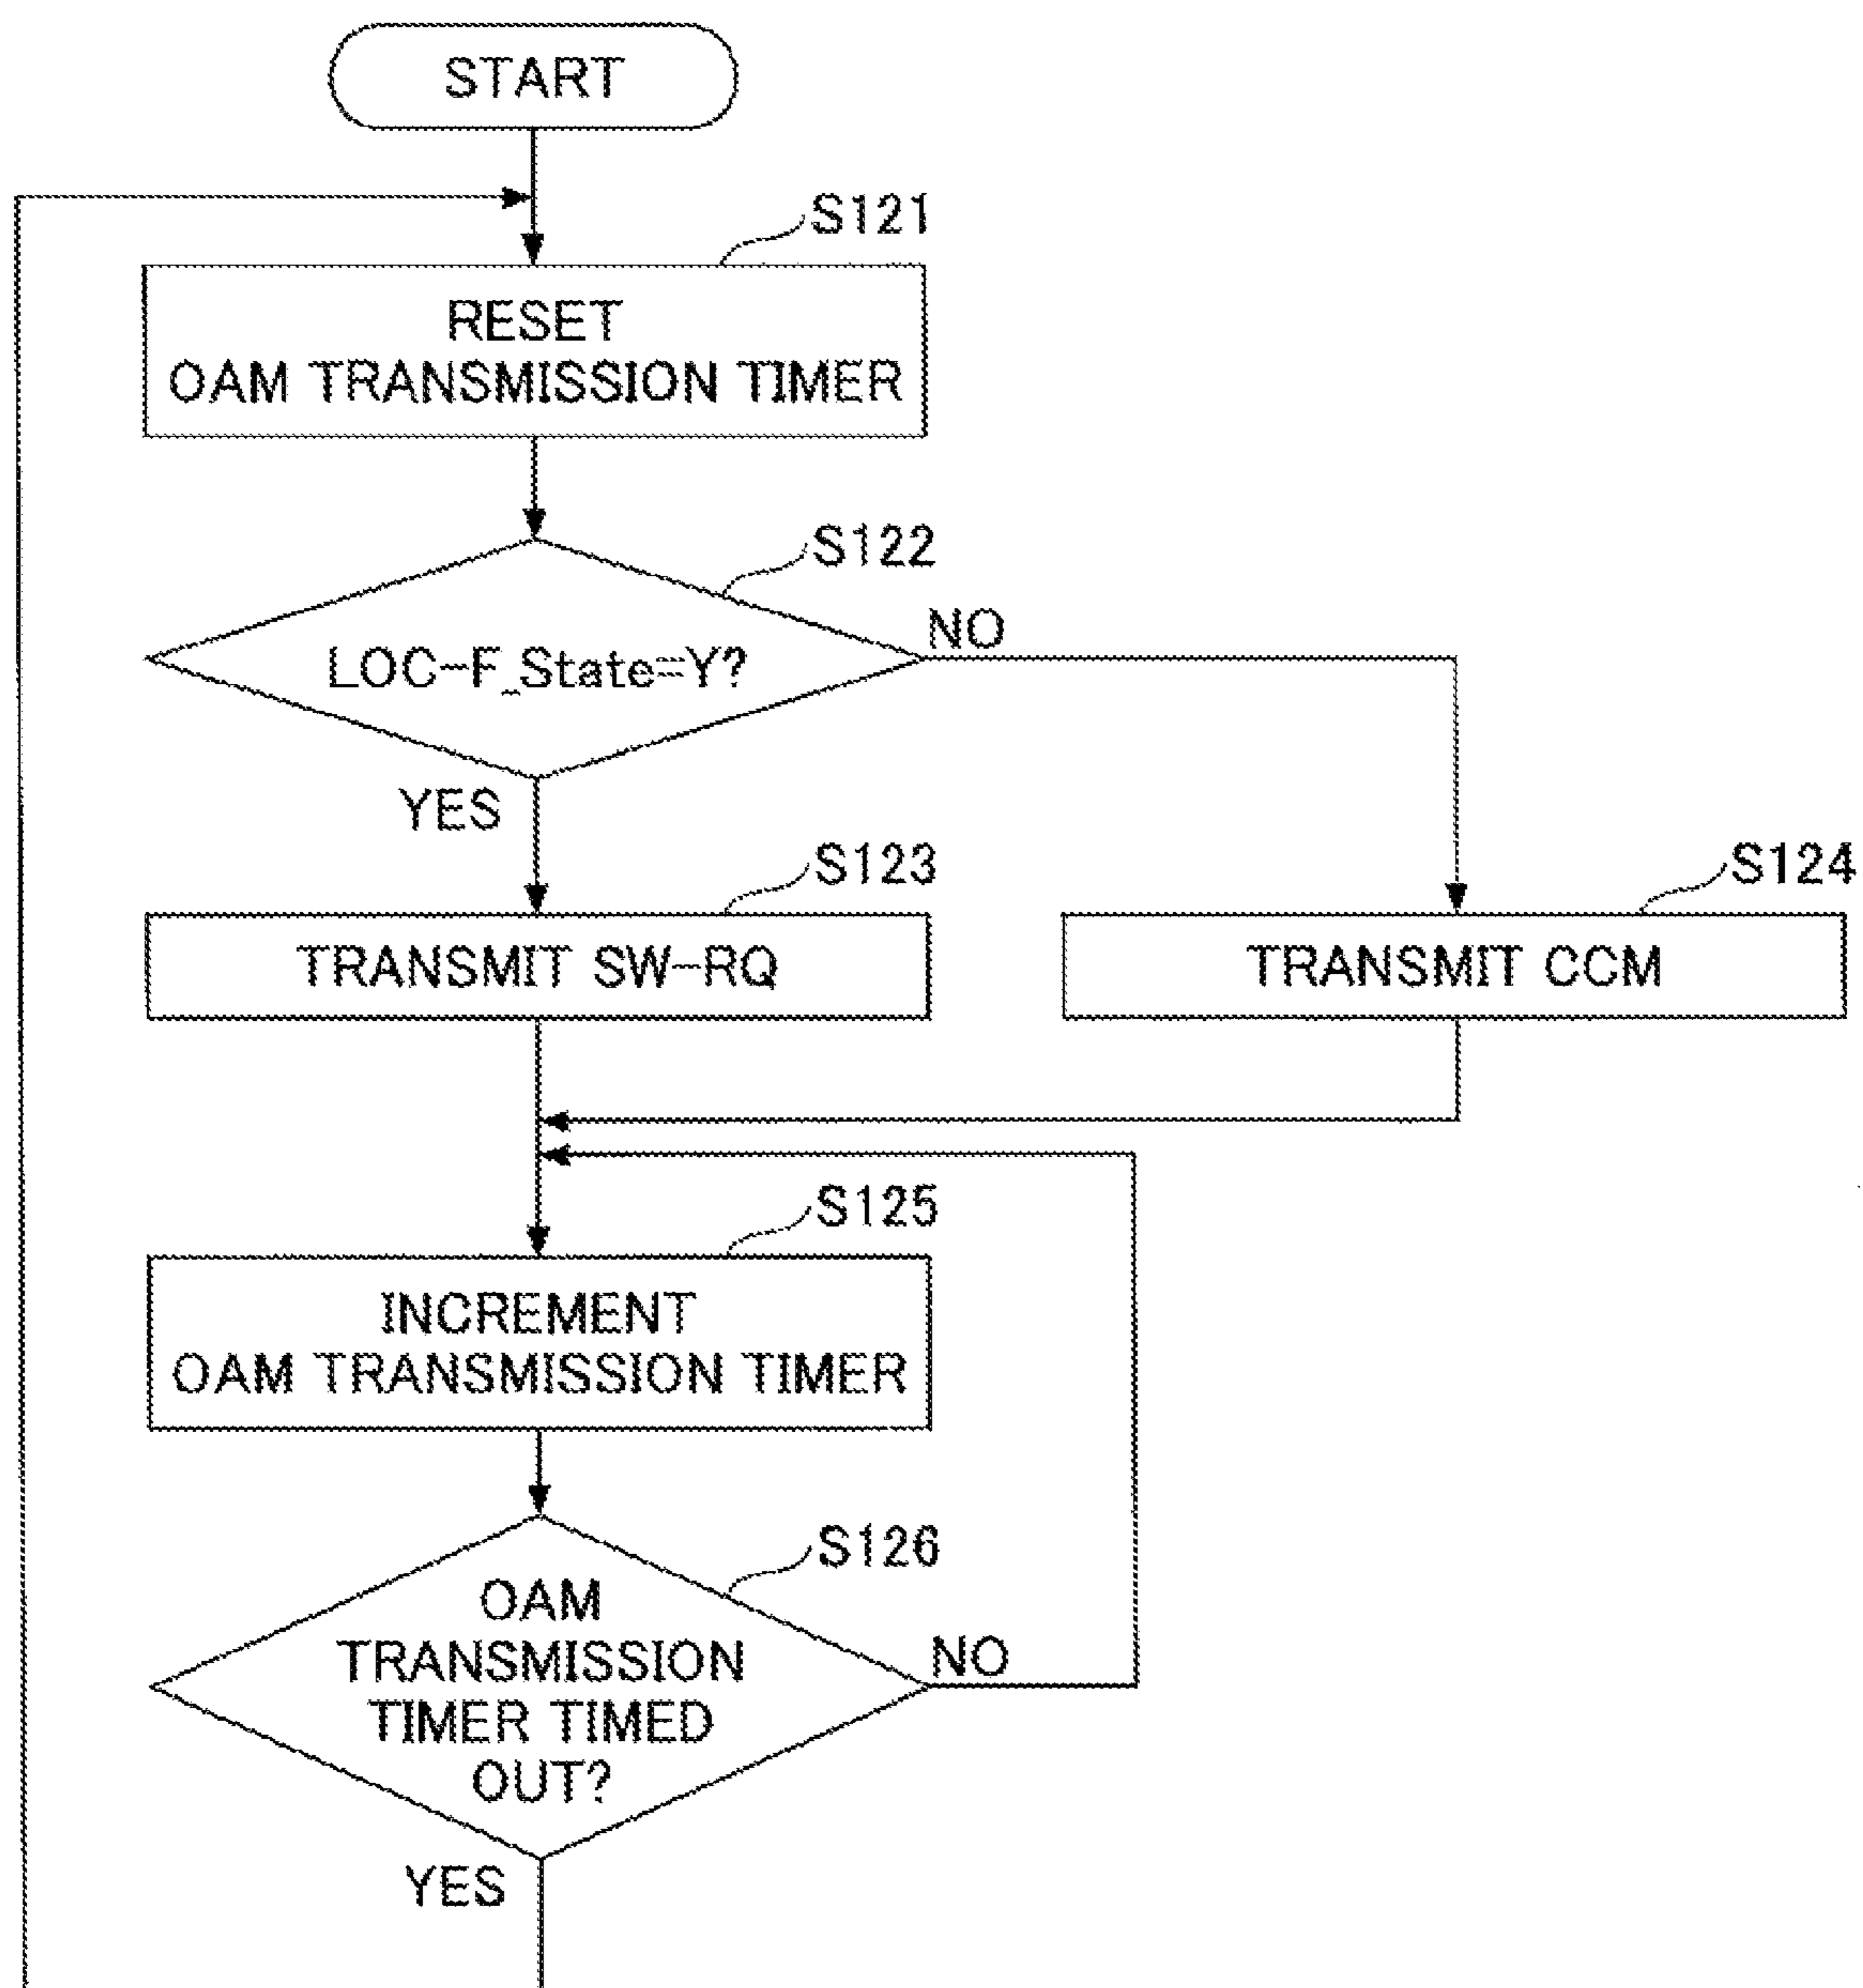 START
S121
RESET
OAM TRANSMISSION TIMER
S122
LOC-F_State=Y?
NO
YES
S123
TRANSMIT SW-RQ
S124
TRANSMIT CCM
S125
INCREMENT
OAM TRANSMISSION TIMER
S126
OAM
TRANSMISSION
TIMER TIMED
OUT?
NO
YES